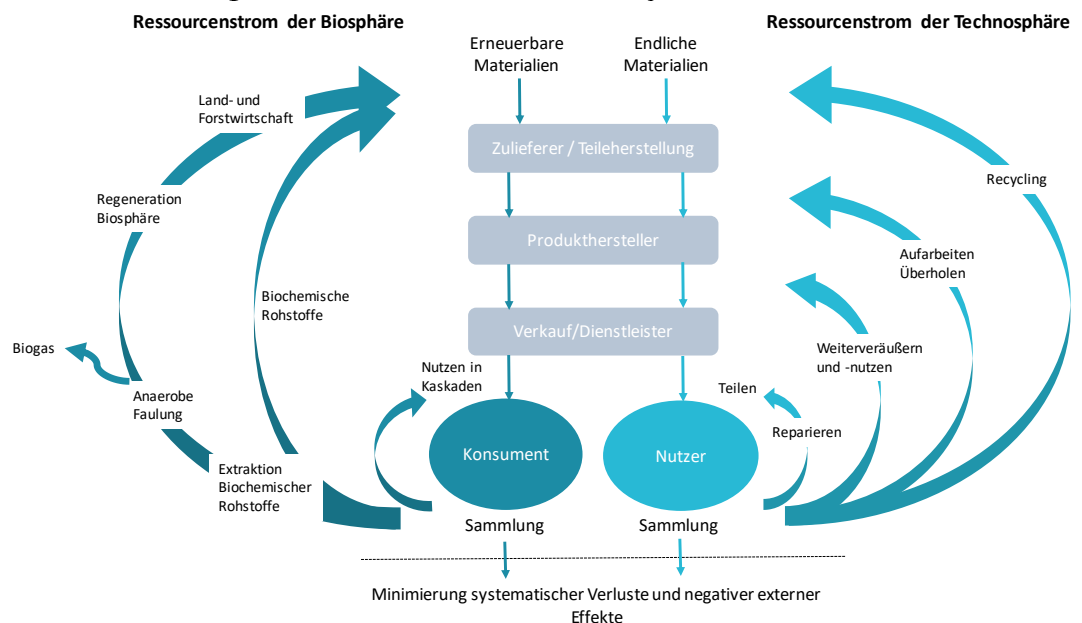 Ressourcenstrom der Biosphäre
Ressourcenstrom der Technosphäre
Erneuerbare
Materialien
Endliche
Materialien
Land- und
Forstwirtschaft
Zulieferer / Teileherstellung
Recycling
Regeneration
Biosphäre
Produkthersteller
Aufarbeiten
Überholen
Biochemische
Rohstoffe
Verkauf/Dienstleister
Biogas
Weiterveräußern
und -nutzen
Nutzen in
Kaskaden
Teilen
Anaerobe
Faulung
Reparieren
Konsument
Nutzer
Extraktion
Biochemischer
Rohstoffe
Sammlung
Sammlung
Minimierung systematischer Verluste und negativer externer
Effekte